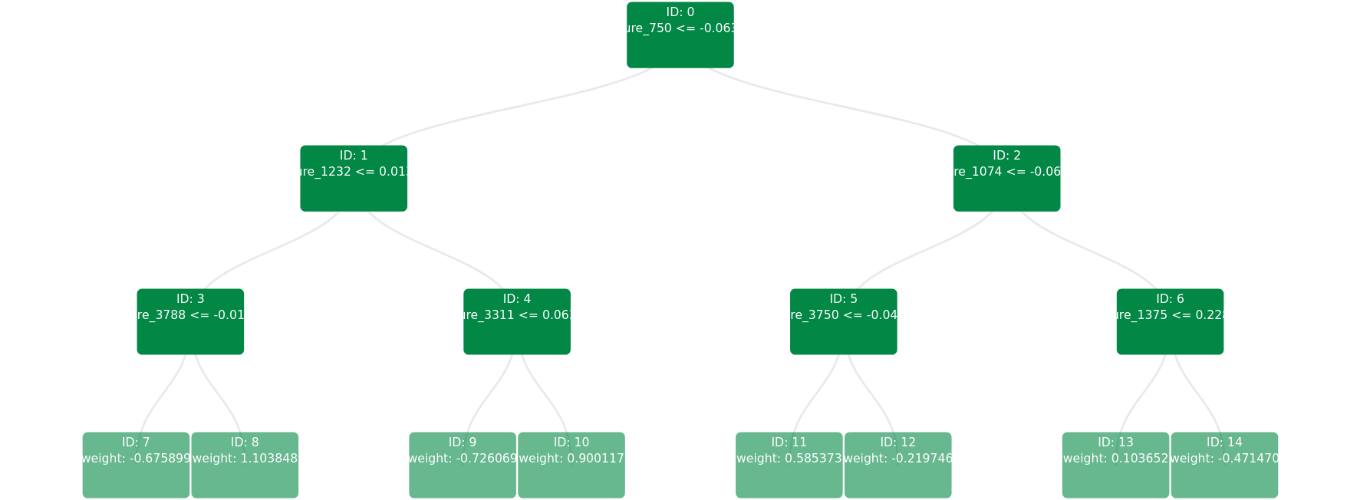 ID: 0
ure_750 <= -0.063
ID: 1
ure_1232 <= 0.013
ID: 2
re_1074 <= -0.06
ID: 3
re_3788 <= -0.01
ID: 4
ure_3311 <= 0.063
ID: 5
re_3750 <= -0.04
ID: 6
ure_1375 <= 0.228
ID: 7
weight: -0.675899
ID: 8
weight: 1.103848
ID: 9
weight: -0.726069
ID: 10
weight: 0.900117
ID: 11
weight: 0.585373
ID: 12
weight: -0.219746
ID: 13
weight: 0.103652
ID: 14
weight: -0.471470